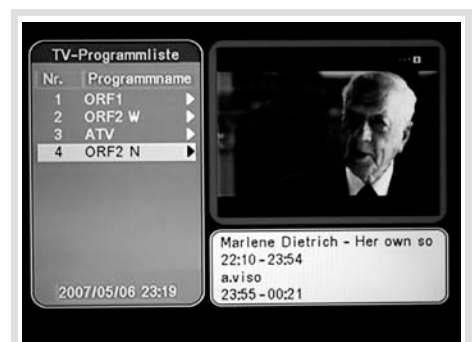 TV-Programmliste
Nr. Programmname
1 ORF1
2 ORF2 W
3 ATV
4 ORF2 N
2007/05/06 23:19
Marlene Dietrich - Her own so
22:10-23:54
a.viso
23:55-00:21